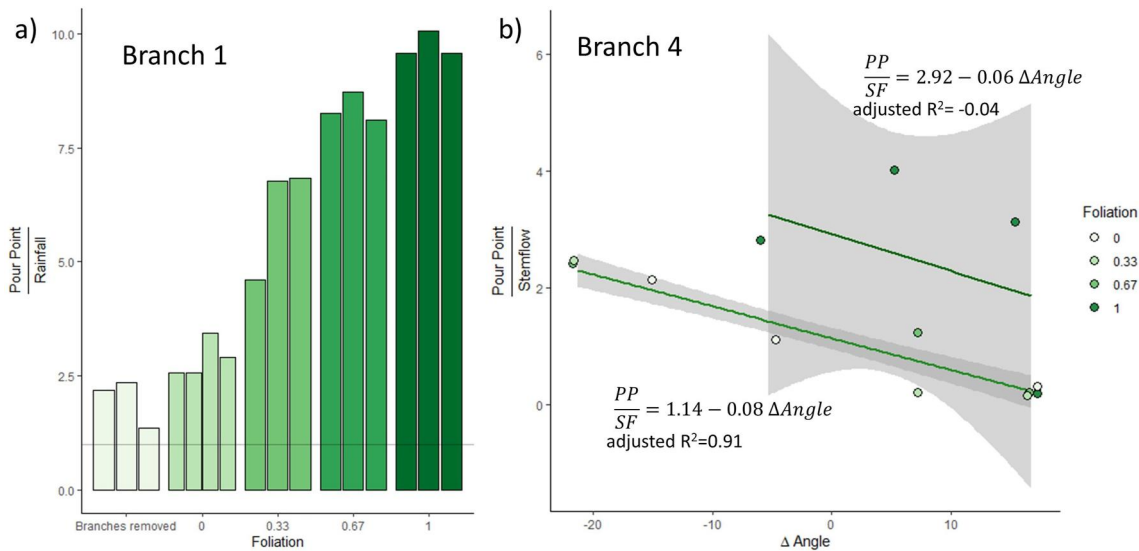 a)
Branch 1
10.0
7.5
5.0
2.5
0.0
Pour Point
Rainfall
Branches removed
0
0.33
0.67
1
Foliation
b)
Branch 4
6
4
2
0
Pour Point
Stemflow
PP/SF = 2.92 − 0.06 ΔAngle
adjusted R²= -0.04
PP/SF = 1.14 − 0.08 ΔAngle
adjusted R²=0.91
-20
-10
0
10
Δ Angle
Foliation
0
0.33
0.67
1